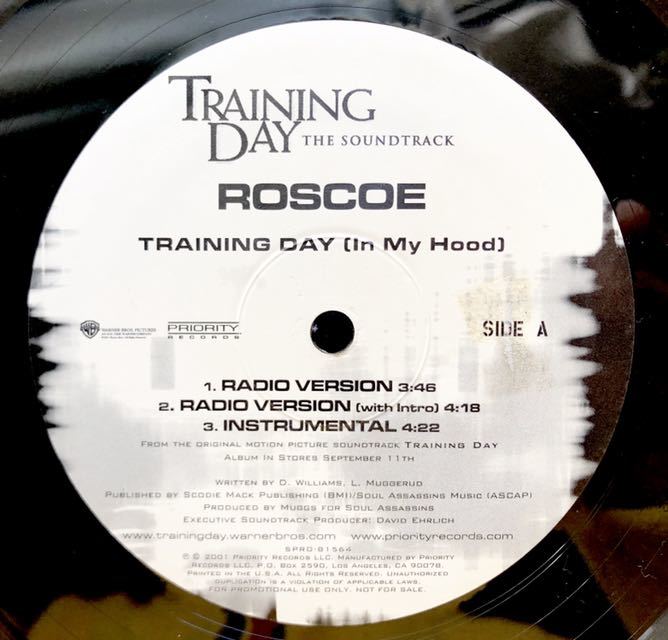 TRAINING
DAY THE SOUNDTRACK
ROSCOE
TRAINING DAY (In My Hood)
WARNER BROS. PICTURES
PRIORITY
RECORDS
SIDE A
1. RADIO VERSION 3:46
2. RADIO VERSION (with Intro) 4:18
3. INSTRUMENTAL 4:22
FROM THE ORIGINAL MOTION PICTURE SOUNDTRACK TRAINING DAY
ALBUM IN STORES SEPTEMBER 11TH
WRITTEN BY D. WILLIAMS, L. MUGGERUD
PUBLISHED BY SCODIE MACK PUBLISHING (BMI)/SOUL ASSASSINS MUSIC (ASCAP)
PRODUCED BY MUGGS FOR SOUL ASSASSINS
EXECUTIVE SOUNDTRACK PRODUCER: DAVID EHRLICH
www.trainingday.warnerbros.com www.priorityrecords.com
SPRO-81564
℗ © 2001 PRIORITY RECORDS LLC. MANUFACTURED BY PRIORITY
RECORDS LLC. P.O. BOX 2590, LOS ANGELES, CA 90078.
PRINTED IN THE U.S.A. ALL RIGHTS RESERVED. UNAUTHORIZED
DUPLICATION IS A VIOLATION OF APPLICABLE LAWS.
FOR PROMOTIONAL USE ONLY. NOT FOR SALE.